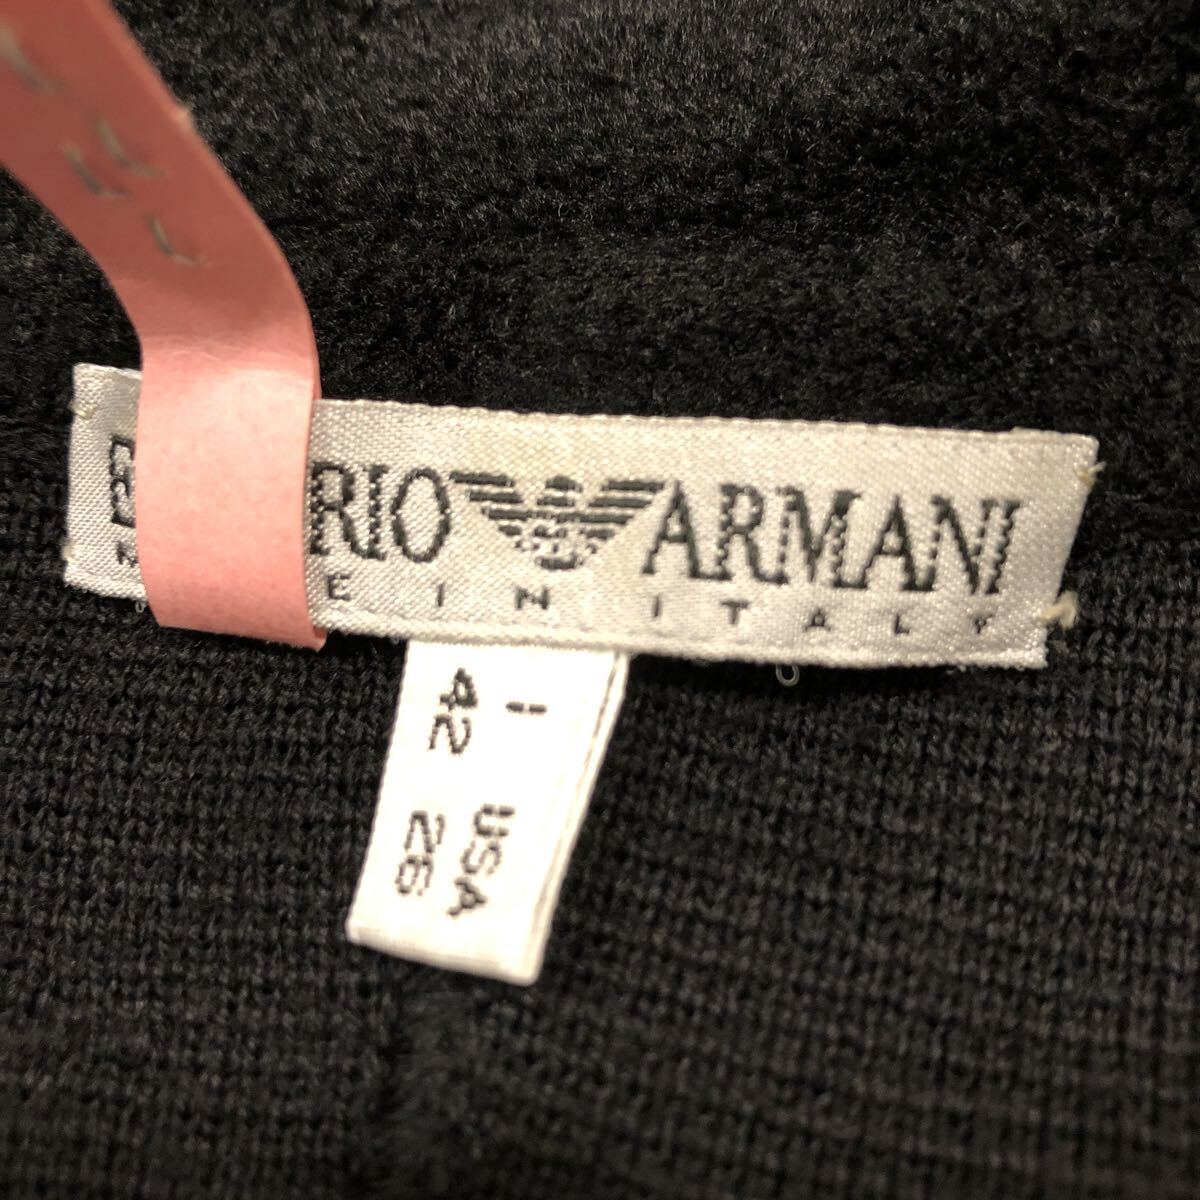 RIO ARMANI
E IN ITALY
I USA
42 26